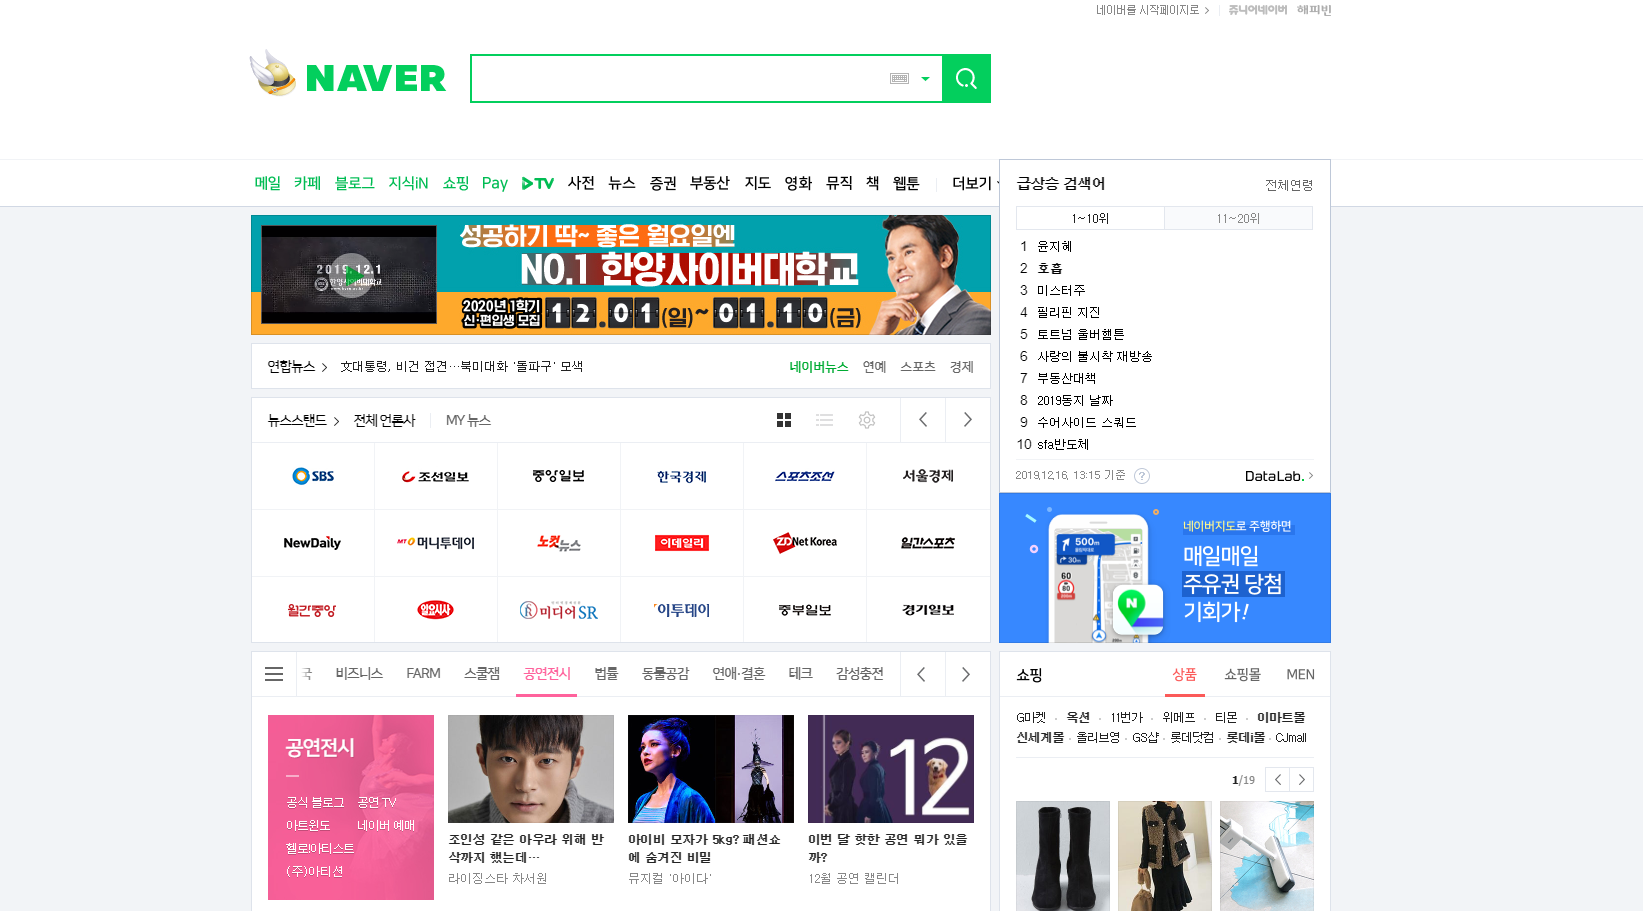 네이버를 시작페이지로
쥬니어네이버 해피빈
NAVER
메일 카페 블로그 지식iN 쇼핑 Pay TV 사전 뉴스 증권 부동산 지도 영화 뮤직 책 웹툰 더보기
급상승 검색어 전체연령
1~10위 11~20위
1 윤지혜
2 호흡
3 미스터주
4 필리핀 지진
5 토트넘 울버햄튼
6 사랑의 불시착 재방송
7 부동산대책
8 2019동지 날짜
9 수어사이드 스쿼드
10 sfa반도체
2019.12.16. 13:15 기준 ?
DataLab.
2019.12.1
한양사이버대학교
성공하기 딱~ 좋은 월요일엔
NO.1 한양사이버대학교
2020년 1학기
신·편입생 모집
12.01(일)~01.10(금)
연합뉴스 文대통령, 비건 접견…북미대화 '돌파구' 모색
네이버뉴스 연예 스포츠 경제
뉴스스탠드 전체 언론사 MY 뉴스
SBS 조선일보 중앙일보 한국경제 스포츠조선 서울경제
NewDaily MT 머니투데이 노컷뉴스 이데일리 ZDNet Korea 일간스포츠
월간중앙 일요시사 미디어SR 이투데이 중부일보 경기일보
네이버지도로 주행하면
매일매일
주유권 당첨
기회가!
500m
30m
60
80
N
비즈니스 FARM 스쿨잼 공연전시 법률 동물공감 연애·결혼 테크 감성충전
공연전시
공식 블로그 공연 TV
아트윈도 네이버 예매
헬로!아티스트
(주)아티션
조인성 같은 아우라 위해 반
삭까지 했는데…
라이징스타 차서원
아이비 모자가 5kg? 패션쇼
에 숨겨진 비밀
뮤지컬 '아이다'
12
이번 달 핫한 공연 뭐가 있을
까?
12월 공연 캘린더
쇼핑 상품 쇼핑몰 MEN
G마켓 · 옥션 · 11번가 · 위메프 · 티몬 · 이마트몰
신세계몰 · 올리브영 · GS샵 · 롯데닷컴 · 롯데i몰 · CJmall
1/19